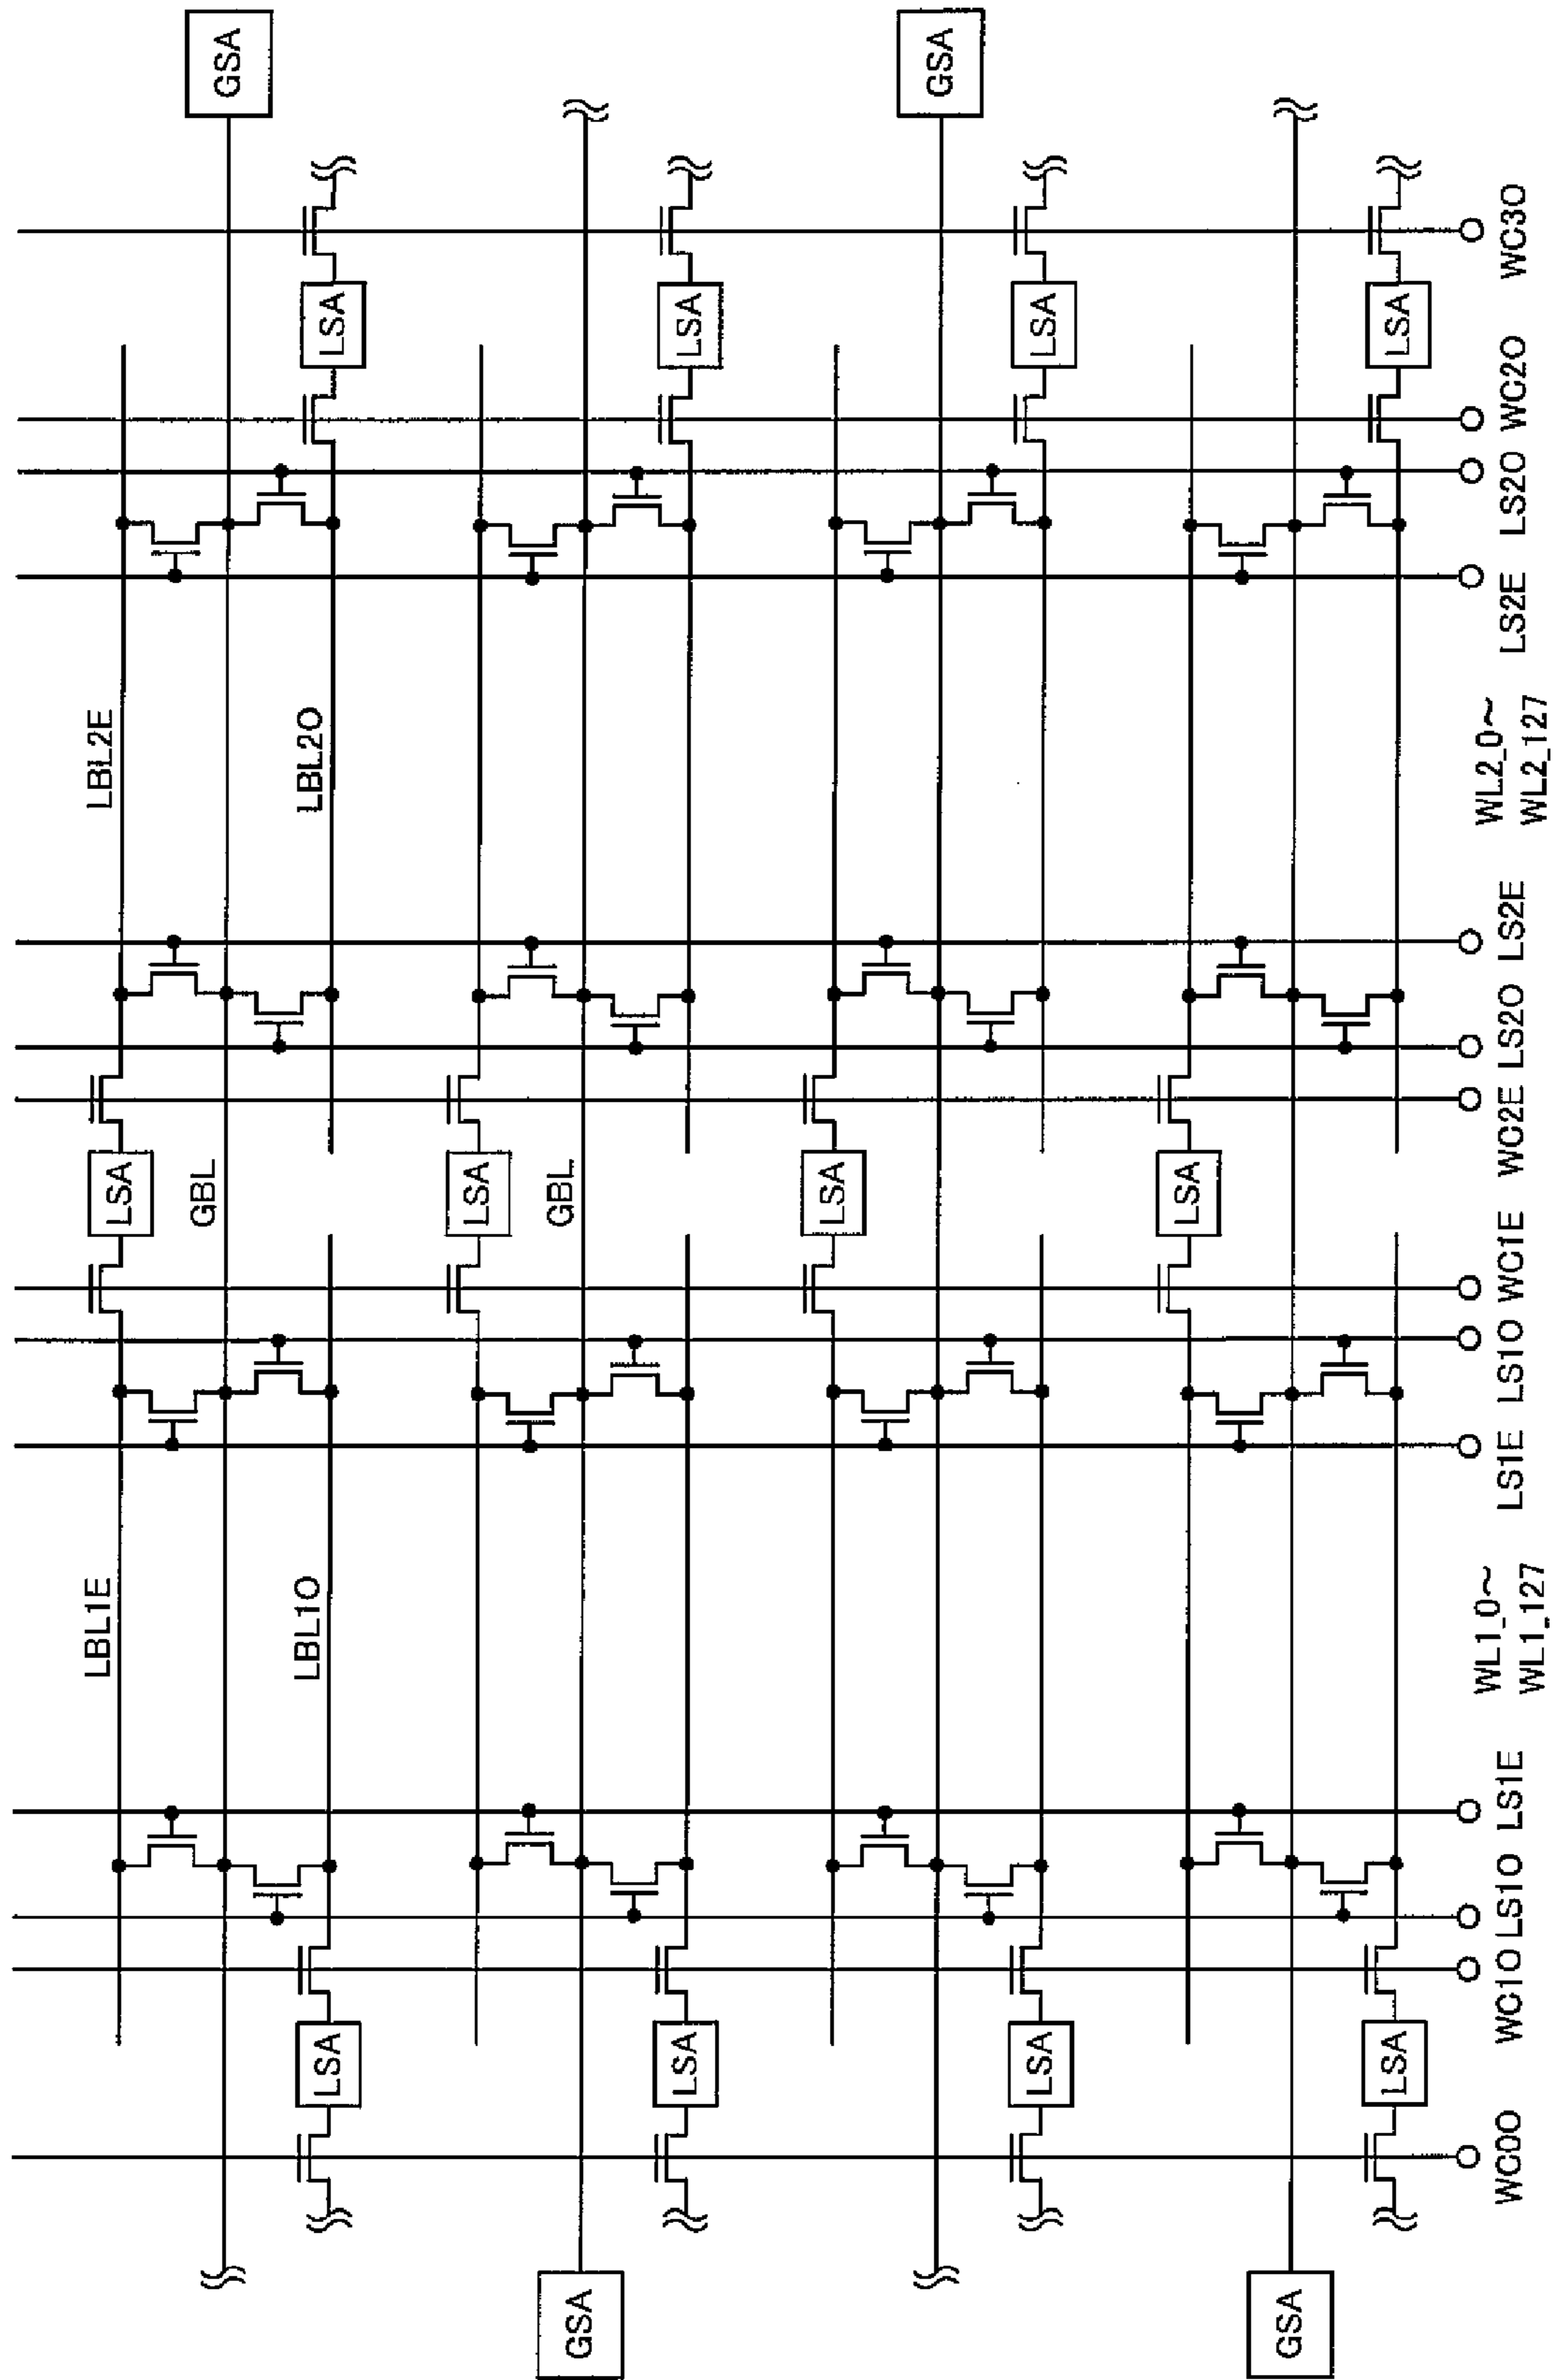 LBL1E
LSA
LBL2E
GBL
GSA
LBL1O
LBL2O
LSA
LSA
LSA
GBL
GSA
LSA
LSA
LSA
GSA
LSA
LSA
LSA
GSA
LSA
LSA
WC0O
WC1O
LS1O
LS1E
WL1_0~
WL1_127
LS1E
LS1O
WC1E
WC2E
LS2O
LS2E
WL2_0~
WL2_127
LS2E
LS2O
WC2O
WC3O